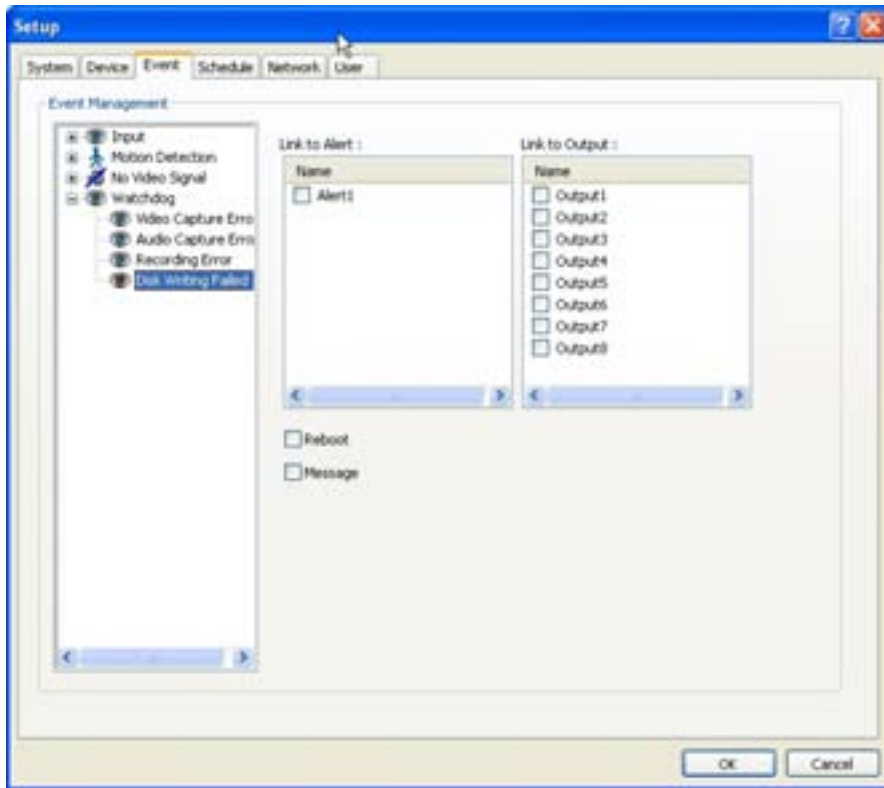 Setup
System Device Event Schedule Network User
Event Management
Input
Motion Detection
No Video Signal
Watchdog
Video Capture Erro
Audio Capture Erro
Recording Error
Disk Writing Failed
Link to Alert :
Name
Alert1
Link to Output :
Name
Output1
Output2
Output3
Output4
Output5
Output6
Output7
Output8
Reboot
Message
OK Cancel